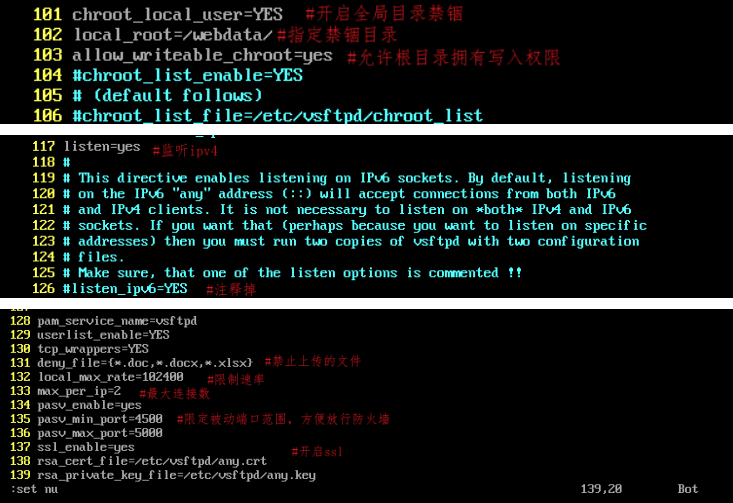 101 chroot_local_user=YES #开启全局目录禁锢
102 local_root=/webdata/ #指定禁锢目录
103 allow_writeable_chroot=yes #允许根目录拥有写入权限
104 #chroot_list_enable=YES
105 # (default follows)
106 #chroot_list_file=/etc/vsftpd/chroot_list
117 listen=yes #监听ipv4
118 #
119 # This directive enables listening on IPv6 sockets. By default, listening
120 # on the IPv6 "any" address (::) will accept connections from both IPv6
121 # and IPv4 clients. It is not necessary to listen on *both* IPv4 and IPv6
122 # sockets. If you want that (perhaps because you want to listen on specific
123 # addresses) then you must run two copies of vsftpd with two configuration
124 # files.
125 # Make sure, that one of the listen options is commented !!
126 #listen_ipv6=YES #注释掉
128 pam_service_name=vsftpd
129 userlist_enable=YES
130 tcp_wrappers=YES
131 deny_file={*.doc,*.docx,*.xlsx} #禁止上传的文件
132 local_max_rate=102400 #限制速率
133 max_per_ip=2 #最大连接数
134 pasv_enable=yes
135 pasv_min_port=4500 #限定被动端口范围，方便放行防火墙
136 pasv_max_port=5000
137 ssl_enable=yes #开启ssl
138 rsa_cert_file=/etc/vsftpd/any.crt
139 rsa_private_key_file=/etc/vsftpd/any.key
:set nu 139,20 Bot